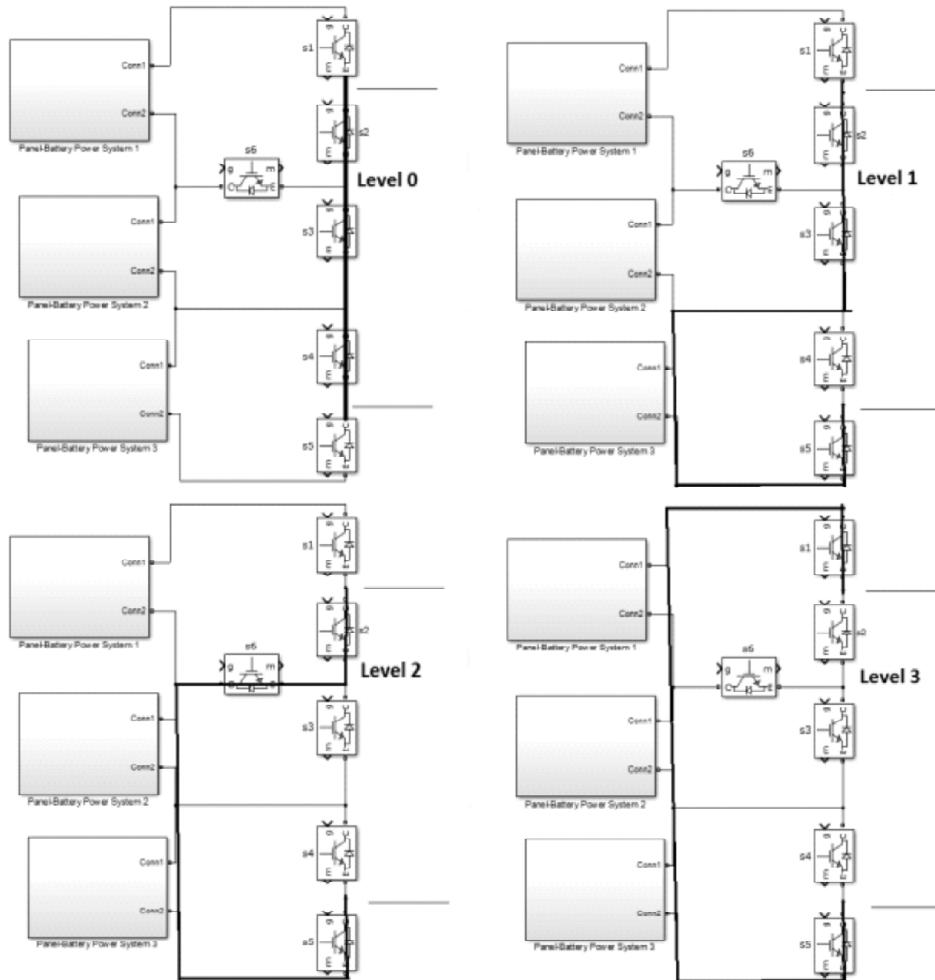 g C
s1
m E
Conn1
Conn2
Panel-Battery Power System 1
g C
s2
m E
s6
g m
C E
Level 0
Conn1
Conn2
Panel-Battery Power System 2
g C
s3
m E
Conn1
Conn2
Panel-Battery Power System 3
g C
s4
m E
g C
s5
m E
g C
s1
m E
Conn1
Conn2
Panel-Battery Power System 1
g C
s2
m E
s6
g m
C E
Level 1
Conn1
Conn2
Panel-Battery Power System 2
g C
s3
m E
Conn1
Conn2
Panel-Battery Power System 3
g C
s4
m E
g C
s5
m E
g C
s1
m E
Conn1
Conn2
Panel-Battery Power System 1
g C
s2
m E
s6
g m
Level 2
Conn1
Conn2
Panel-Battery Power System 2
g C
s3
m E
Conn1
Conn2
Panel-Battery Power System 3
g C
s4
m E
g C
s5
m E
g C
s1
m E
Conn1
Conn2
Panel-Battery Power System 1
g C
m E
s6
g m
C E
Level 3
Conn1
Conn2
Panel-Battery Power System 2
g C
s3
m E
Conn1
Conn2
Panel-Battery Power System 3
g C
s4
m E
g C
s5
m E